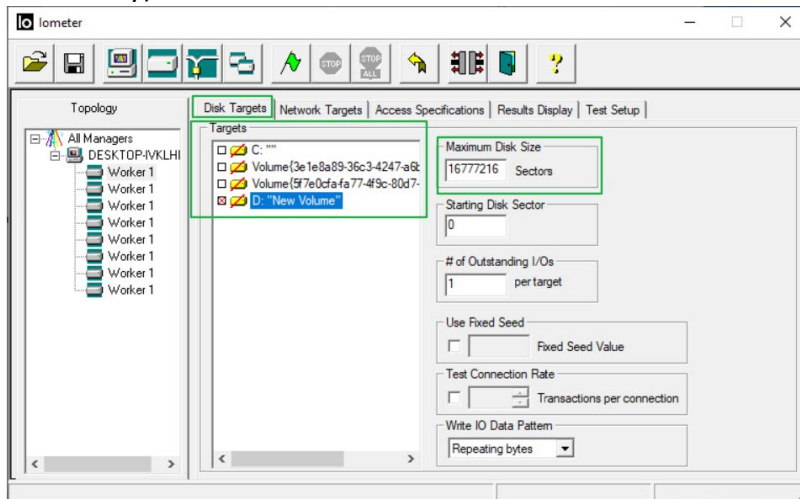 Iometer
STOP
STOP ALL
?
Topology
All Managers
DESKTOP-IVKLHI
Worker 1
Worker 1
Worker 1
Worker 1
Worker 1
Worker 1
Worker 1
Worker 1
Disk Targets
Network Targets
Access Specifications
Results Display
Test Setup
Targets
C: ""
Volume{3e1e8a89-36c3-4247-a6b
Volume{5f7e0cfa-fa77-4f9c-80d7-
D: "New Volume"
Maximum Disk Size
16777216 Sectors
Starting Disk Sector
0
# of Outstanding I/Os
1 per target
Use Fixed Seed
Fixed Seed Value
Test Connection Rate
Transactions per connection
Write IO Data Pattern
Repeating bytes